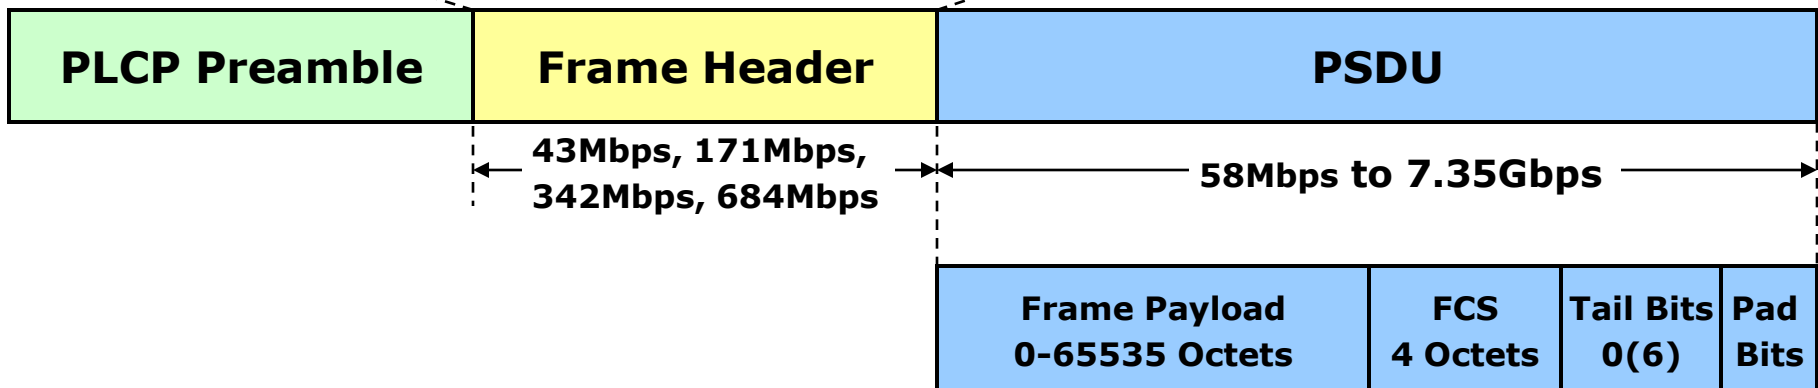 PLCP Preamble
Frame Header
PSDU
43Mbps, 171Mbps,
342Mbps, 684Mbps
58Mbps to 7.35Gbps
Frame Payload
0-65535 Octets
FCS
4 Octets
Tail Bits
0(6)
Pad
Bits